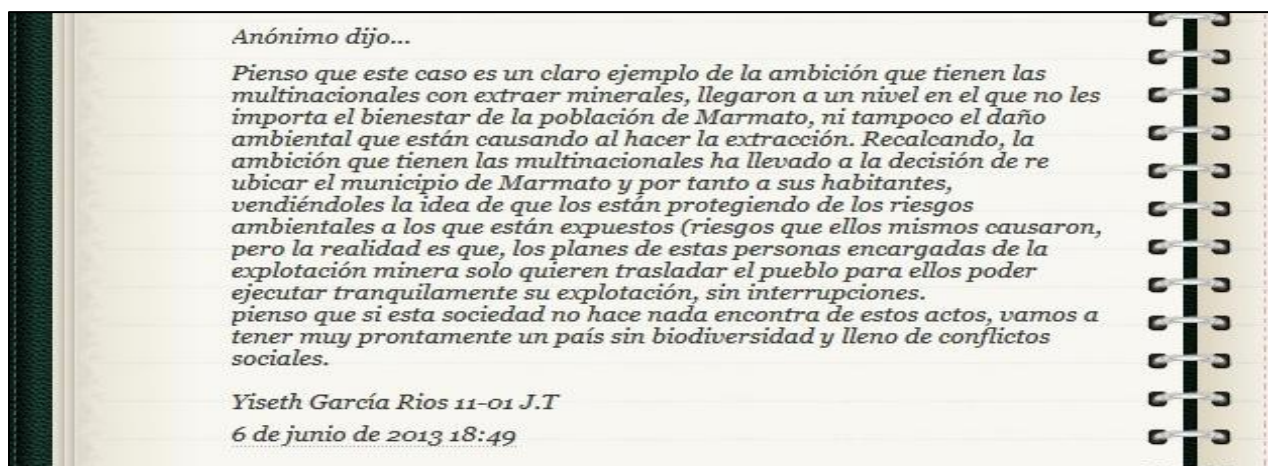 Anónimo dijo...
Pienso que este caso es un claro ejemplo de la ambición que tienen las
multinacionales con extraer minerales, llegaron a un nivel en el que no les
importa el bienestar de la población de Marmato, ni tampoco el daño
ambiental que están causando al hacer la extracción. Recalcando, la
ambición que tienen las multinacionales ha llevado a la decisión de re
ubicar el municipio de Marmato y por tanto a sus habitantes,
vendiéndoles la idea de que los están protegiendo de los riesgos
ambientales a los que están expuestos (riesgos que ellos mismos causaron,
pero la realidad es que, los planes de estas personas encargadas de la
explotación minera solo quieren trasladar el pueblo para ellos poder
ejecutar tranquilamente su explotación, sin interrupciones.
pienso que si esta sociedad no hace nada encontra de estos actos, vamos a
tener muy prontamente un país sin biodiversidad y lleno de conflictos
sociales.
Yiseth García Rios 11-01 J.T
6 de junio de 2013 18:49